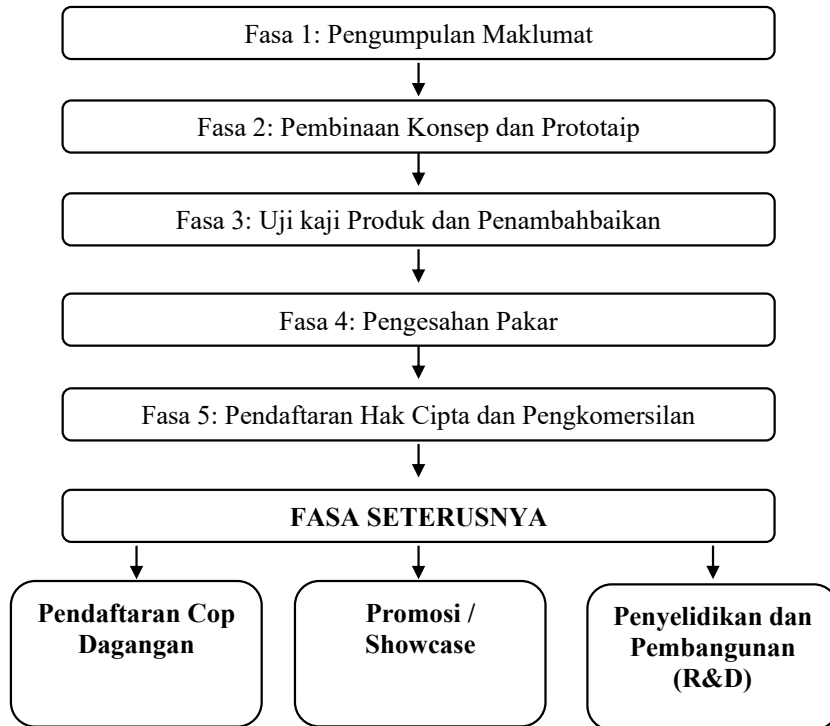 Fasa 1: Pengumpulan Maklumat
Fasa 2: Pembinaan Konsep dan Prototaip
Fasa 3: Uji kaji Produk dan Penambahbaikan
Fasa 4: Pengesahan Pakar
Fasa 5: Pendaftaran Hak Cipta dan Pengkomersilan
FASA SETERUSNYA
Pendaftaran Cop
Dagangan
Promosi /
Showcase
Penyelidikan dan
Pembangunan
(R&D)